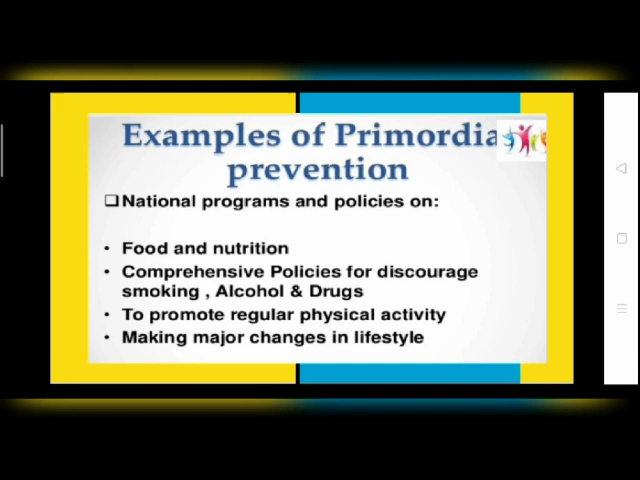 Examples of Primordia
prevention
National programs and policies on:
• Food and nutrition
• Comprehensive Policies for discourage
smoking , Alcohol & Drugs
• To promote regular physical activity
• Making major changes in lifestyle